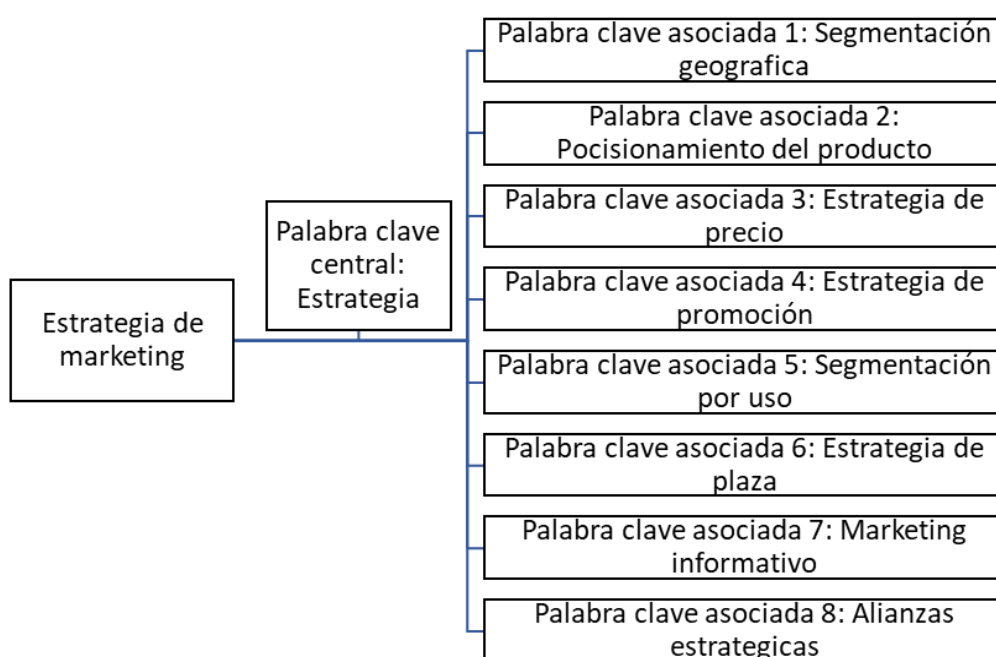 Estrategia de
marketing
Palabra clave
central:
Estrategia
Palabra clave asociada 1: Segmentación
geografica
Palabra clave asociada 2:
Pocisionamiento del producto
Palabra clave asociada 3: Estrategia de
precio
Palabra clave asociada 4: Estrategia de
promoción
Palabra clave asociada 5: Segmentación
por uso
Palabra clave asociada 6: Estrategia de
plaza
Palabra clave asociada 7: Marketing
informativo
Palabra clave asociada 8: Alianzas
estrategicas